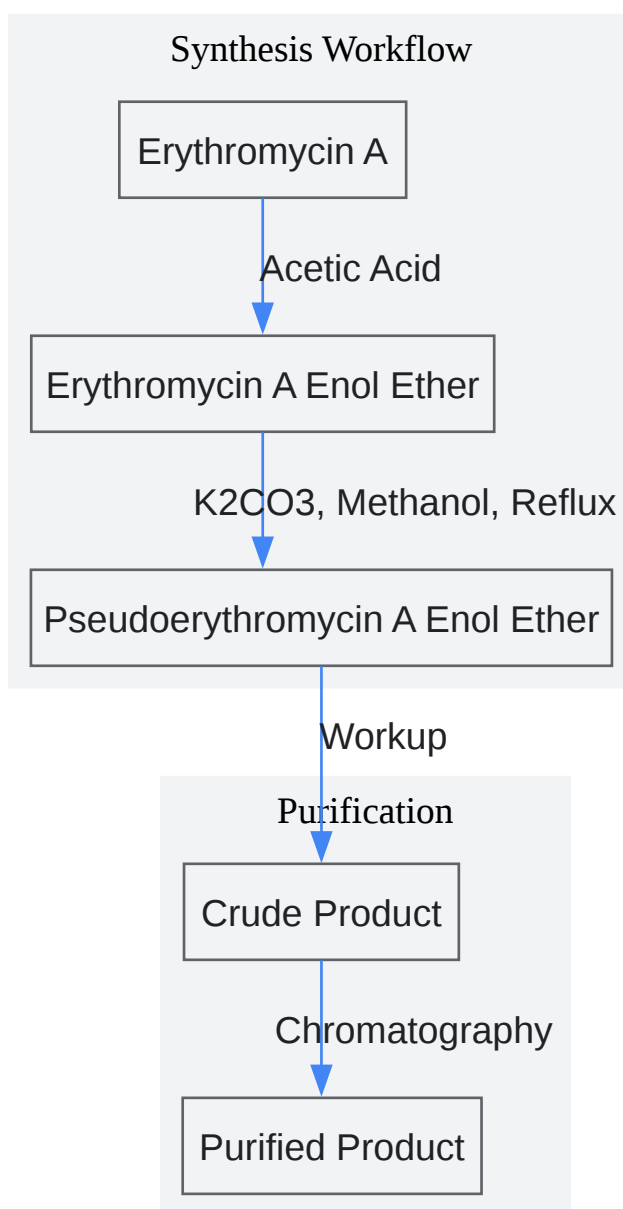 Synthesis Workflow
Erythromycin A
Acetic Acid
Erythromycin A Enol Ether
K2CO3, Methanol, Reflux
Pseudoerythromycin A Enol Ether
Workup
Purification
Crude Product
Chromatography
Purified Product